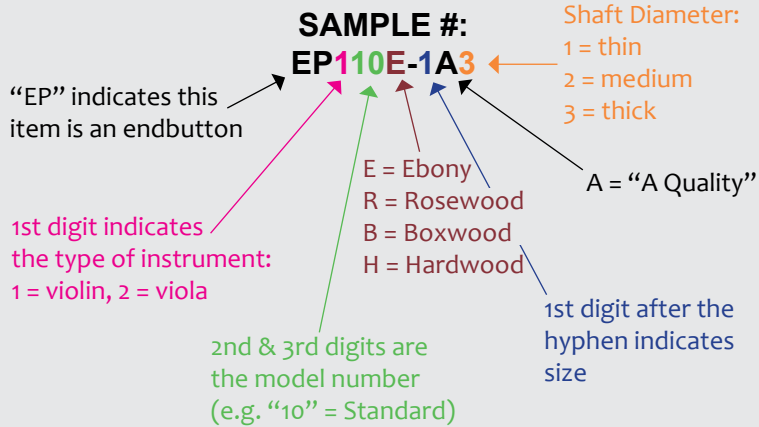 SAMPLE #:
EP110E-1A3
Shaft Diameter:
1 = thin
2 = medium
3 = thick
“EP” indicates this
item is an endbutton
E = Ebony
R = Rosewood
B = Boxwood
H = Hardwood
A = “A Quality”
1st digit indicates
the type of instrument:
1 = violin, 2 = viola
1st digit after the
hyphen indicates
size
2nd & 3rd digits are
the model number
(e.g. “10” = Standard)